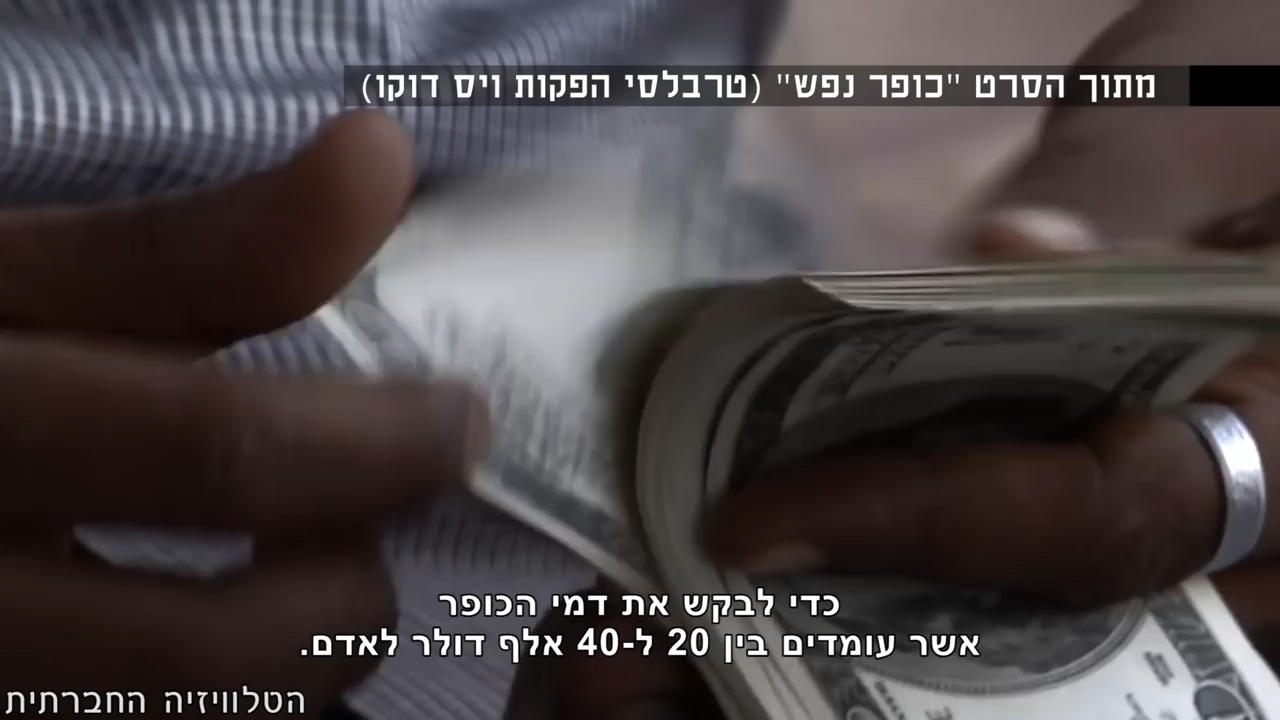 מתוך הסרט "כופר נפש" (טרבלסי הפקות ויס דוקו)
כדי לבקש את דמי הכופר
אשר עומדים בין 20 ל-40 אלף דולר לאדם.
הטלוויזיה החברתית